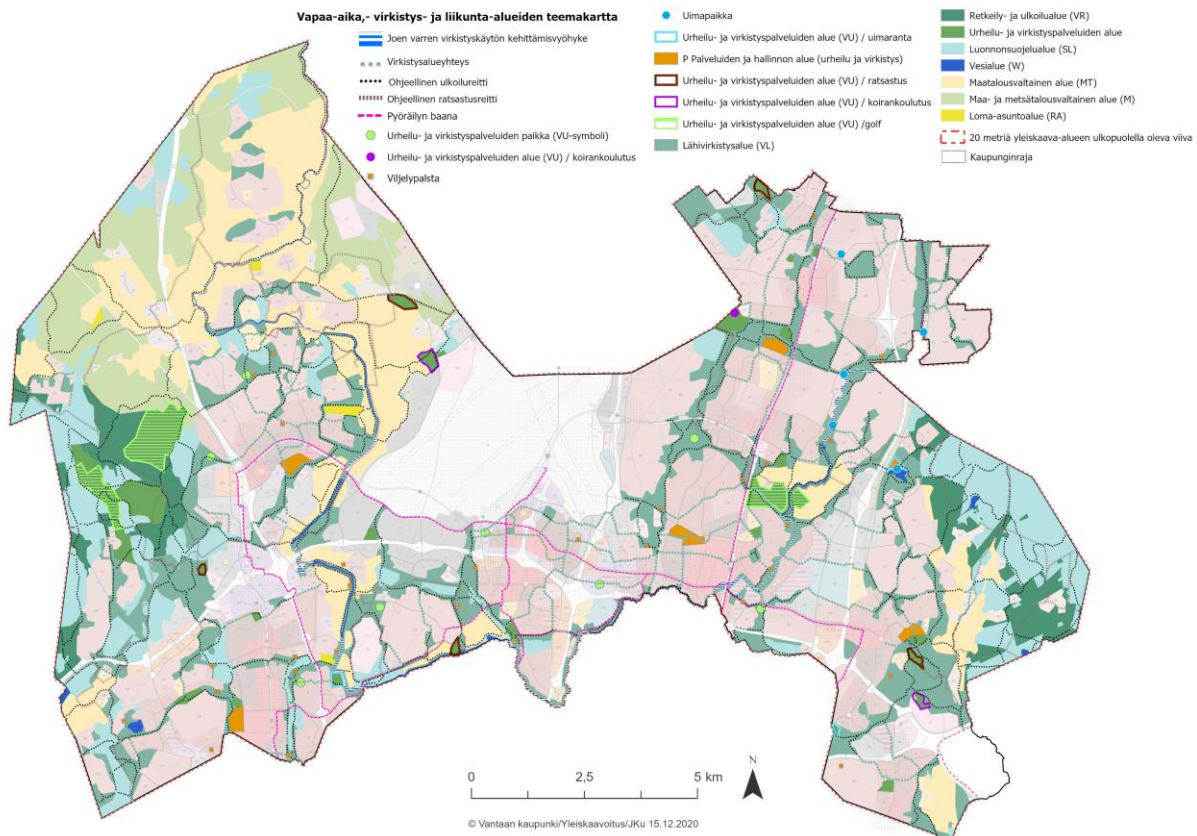 Vapaa-aika,- virkistys- ja liikunta-alueiden teemakartta
Joen varren virkistyskäytön kehittämisvyöhyke
Virkistysalueyhteys
Ohjeellinen ulkoilureitti
Ohjeellinen ratsastusreitti
Pyöräilyn baana
Urheilu- ja virkistyspalveluiden paikka (VU-symboli)
Urheilu- ja virkistyspalveluiden alue (VU) / koirankoulutus
Viljelypalsta
Uimapaikka
Urheilu- ja virkistyspalveluiden alue (VU) / uimaranta
P Palveluiden ja hallinnon alue (urheilu ja virkistys)
Urheilu- ja virkistyspalveluiden alue (VU) / ratsastus
Urheilu- ja virkistyspalveluiden alue (VU) / koirankoulutus
Urheilu- ja virkistyspalveluiden alue (VU) /golf
Lähivirkistysalue (VL)
Retkeily- ja ulkoilualue (VR)
Urheilu- ja virkistyspalveluiden alue
Luonnonsuojelualue (SL)
Vesialue (W)
Maatalousvaltainen alue (MT)
Maa- ja metsätalousvaltainen alue (M)
Loma-asuntoalue (RA)
20 metriä yleiskaava-alueen ulkopuolella oleva viiva
Kaupunginraja
0 2,5 5 km
N
© Vantaan kaupunki/Yleiskaavoitus/JKu 15.12.2020